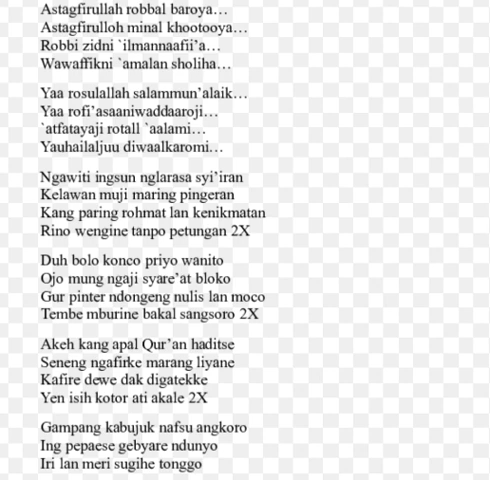 Astagfirullah robbal baroya…
Astagfirulloh minal khootooya…
Robbi zidni `ilmannaafii’a…
Wawaffikni `amalan sholiha…
Yaa rosulallah salammun’alaik…
Yaa rofi’asaaniwaddaaroji…
`atfatayaji rotall `aalami…
Yauhailaljuu diwaalkaromi…
Ngawiti ingsun nglarasa syi’iran
Kelawan muji maring pingeran
Kang paring rohmat lan kenikmatan
Rino wengine tanpo petungan 2X
Duh bolo konco priyo wanito
Ojo mung ngaji syare’at bloko
Gur pinter ndongeng nulis lan moco
Tembe mburine bakal sangsoro 2X
Akeh kang apal Qur’an haditse
Seneng ngafirke marang liyane
Kafire dewe dak digatekke
Yen isih kotor ati akale 2X
Gampang kabujuk nafsu angkoro
Ing pepaese gebyare ndunyo
Iri lan meri sugihe tonggo